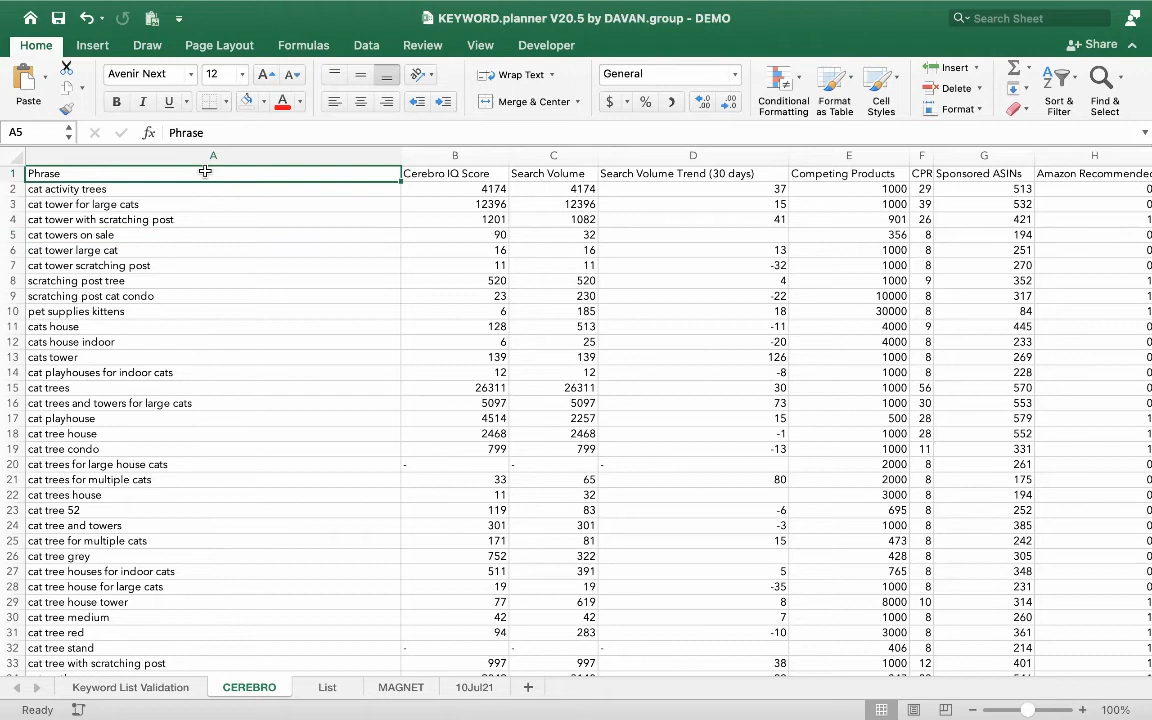 KEYWORD.planner V20.5 by DAVAN.group - DEMO
Search Sheet
Home Insert Draw Page Layout Formulas Data Review View Developer
Share
Paste
Avenir Next 12
B I U A
Wrap Text
Merge & Center
General
$ %
Conditional Formatting
Format as Table
Cell Styles
Insert
Delete
Format
Sort & Filter
Find & Select
A5 fx Phrase
A B C D E F G H
1 Phrase Cerebro IQ Score Search Volume Search Volume Trend (30 days) Competing Products CPR Sponsored ASINs Amazon Recommended
2 cat activity trees 4174 4174 37 1000 29 513 0
3 cat tower for large cats 12396 12396 15 1000 39 532 0
4 cat tower with scratching post 1201 1082 41 901 26 421 1
5 cat towers on sale 90 32 356 8 194 0
6 cat tower large cat 16 16 13 1000 8 251 0
7 cat tower scratching post 11 11 -32 1000 8 270 0
8 scratching post tree 520 520 4 1000 9 352 1
9 scratching post cat condo 23 230 -22 10000 8 317 1
10 pet supplies kittens 6 185 18 30000 8 84 1
11 cats house 128 513 -11 4000 9 445 0
12 cats house indoor 6 25 -20 4000 8 233 0
13 cats tower 139 139 126 1000 8 269 0
14 cat playhouses for indoor cats 12 12 -8 1000 8 228 0
15 cat trees 26311 26311 30 1000 56 570 0
16 cat trees and towers for large cats 5097 5097 73 1000 30 553 0
17 cat playhouse 4514 2257 15 500 28 579 1
18 cat tree house 2468 2468 -1 1000 28 552 1
19 cat tree condo 799 799 -13 1000 11 331 1
20 cat trees for large house cats - - - 2000 8 261 0
21 cat trees for multiple cats 33 65 80 2000 8 175 0
22 cat trees house 11 32 3000 8 194 0
23 cat tree 52 119 83 -6 695 8 252 0
24 cat tree and towers 301 301 -3 1000 8 385 0
25 cat tree for multiple cats 171 81 15 473 8 242 0
26 cat tree grey 752 322 428 8 305 0
27 cat tree houses for indoor cats 511 391 5 765 8 348 0
28 cat tree house for large cats 19 19 -35 1000 8 231 0
29 cat tree house tower 77 619 8 8000 10 314 1
30 cat tree medium 42 42 7 1000 8 260 1
31 cat tree red 94 283 -10 3000 8 361 1
32 cat tree stand - - - 406 8 214 1
33 cat tree with scratching post 997 997 38 1000 12 401 1
Keyword List Validation CEREBRO List MAGNET 10Jul21 +
Ready
100%